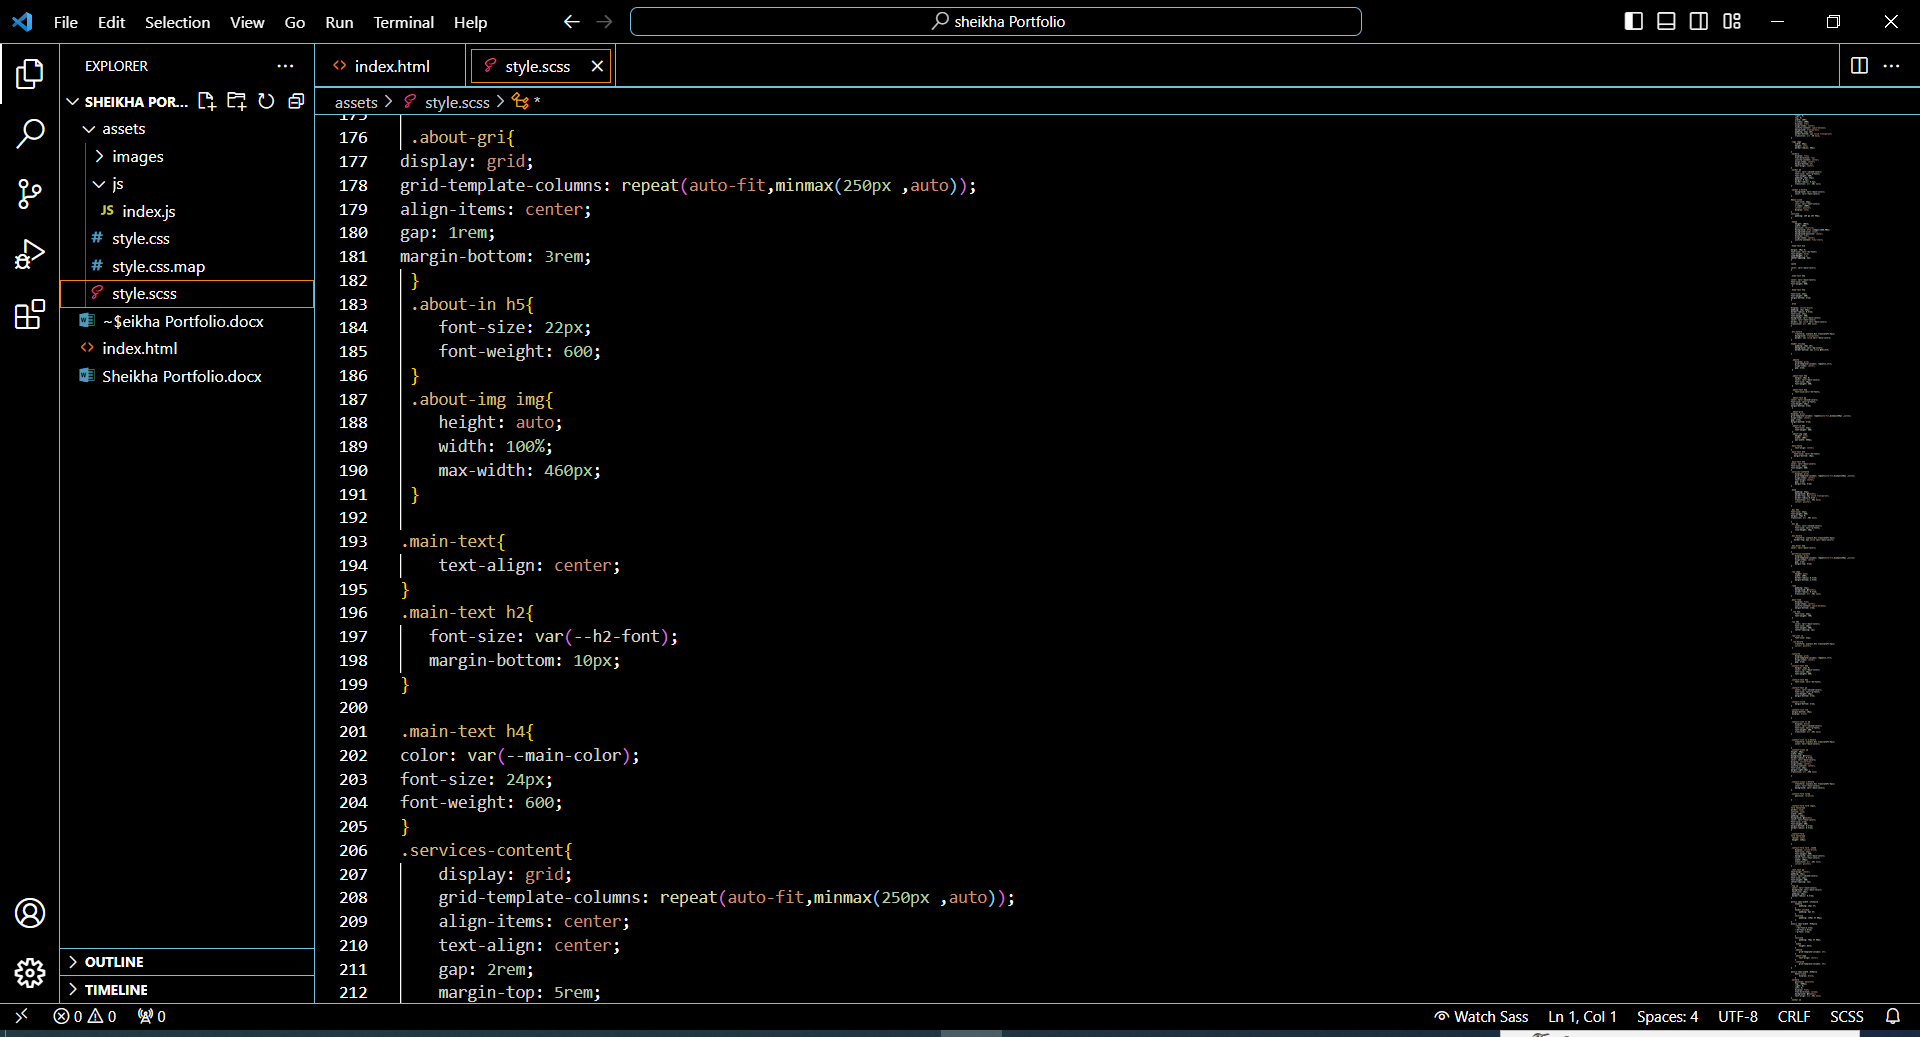 File Edit Selection View Go Run Terminal Help
sheikha Portfolio
EXPLORER
index.html
style.scss
SHEIKHA POR...
assets > style.scss > *
assets
images
js
JS index.js
# style.css
# style.css.map
style.scss
~$eikha Portfolio.docx
index.html
Sheikha Portfolio.docx
OUTLINE
TIMELINE
175
176 .about-gri{
177 display: grid;
178 grid-template-columns: repeat(auto-fit,minmax(250px ,auto));
179 align-items: center;
180 gap: 1rem;
181 margin-bottom: 3rem;
182 }
183 .about-in h5{
184 font-size: 22px;
185 font-weight: 600;
186 }
187 .about-img img{
188 height: auto;
189 width: 100%;
190 max-width: 460px;
191 }
192
193 .main-text{
194 text-align: center;
195 }
196 .main-text h2{
197 font-size: var(--h2-font);
198 margin-bottom: 10px;
199 }
200
201 .main-text h4{
202 color: var(--main-color);
203 font-size: 24px;
204 font-weight: 600;
205 }
206 .services-content{
207 display: grid;
208 grid-template-columns: repeat(auto-fit,minmax(250px ,auto));
209 align-items: center;
210 text-align: center;
211 gap: 2rem;
212 margin-top: 5rem;
0 0 0
Watch Sass Ln 1, Col 1 Spaces: 4 UTF-8 CRLF SCSS